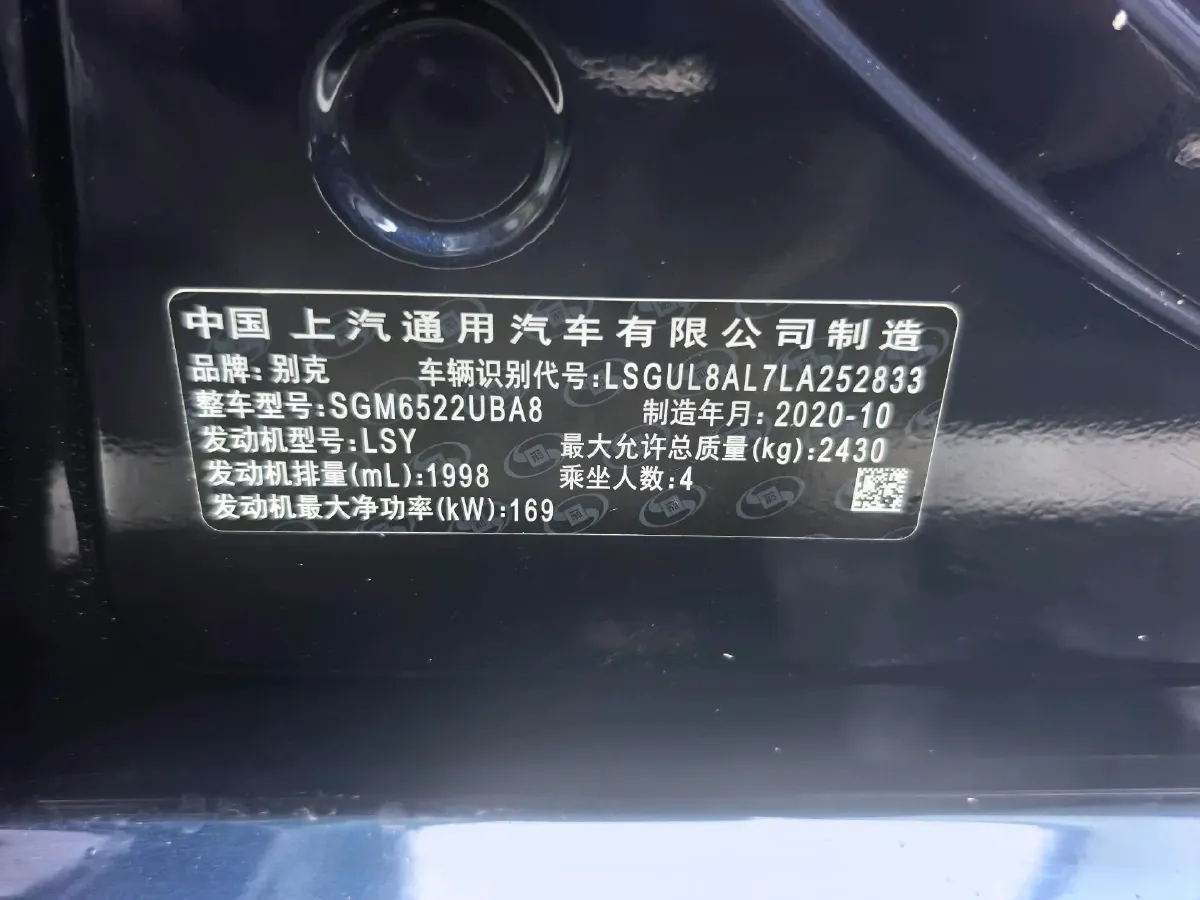 中国 上汽通用汽车有限公司制造
品牌: 别克 车辆识别代号:LSGUL8AL7LA252833
整车型号:SGM6522UBA8 制造年月: 2020-10
发动机型号:LSY 最大允许总质量(kg):2430
发动机排量(mL):1998 乘坐人数:4
发动机最大净功率(kW):169